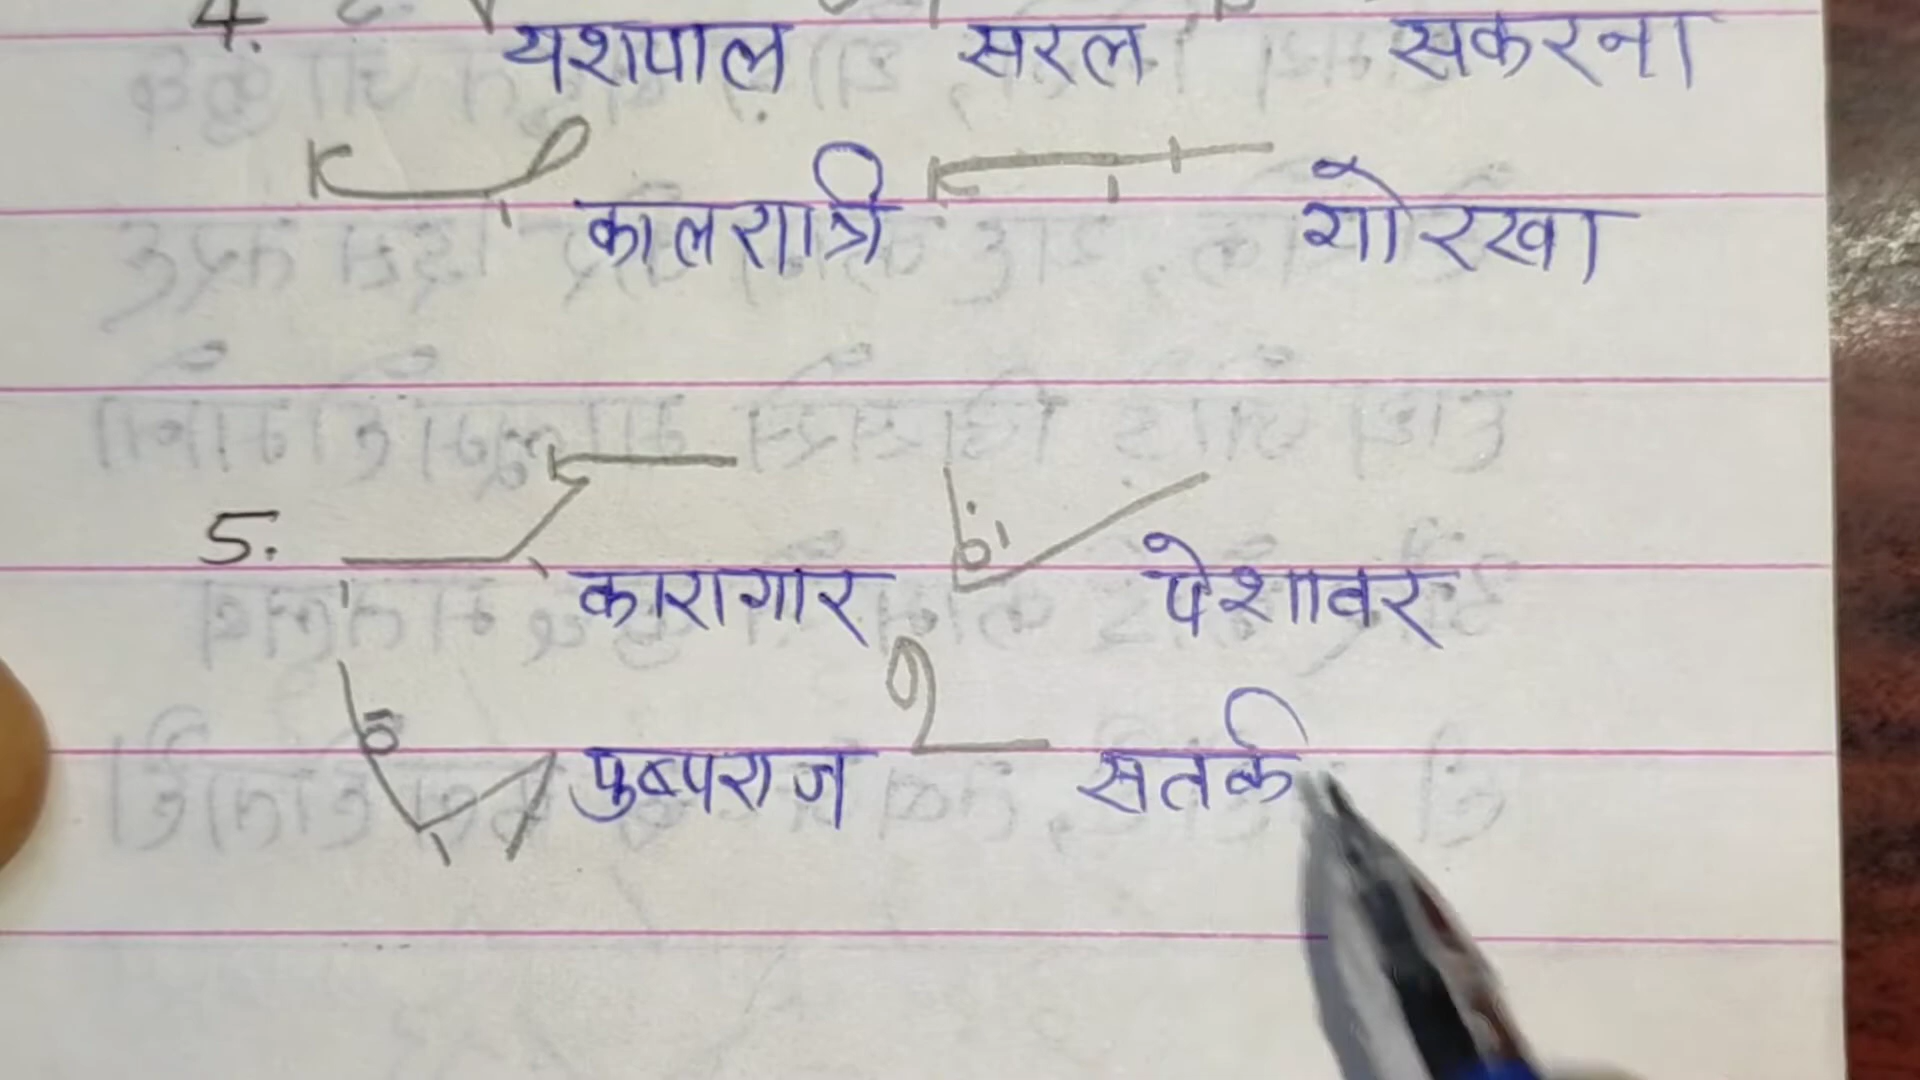 4. यशपाल सरल सकरना
कालरात्रि गोरखा
5. कारागार पेशावर
पुष्पराज सतर्क